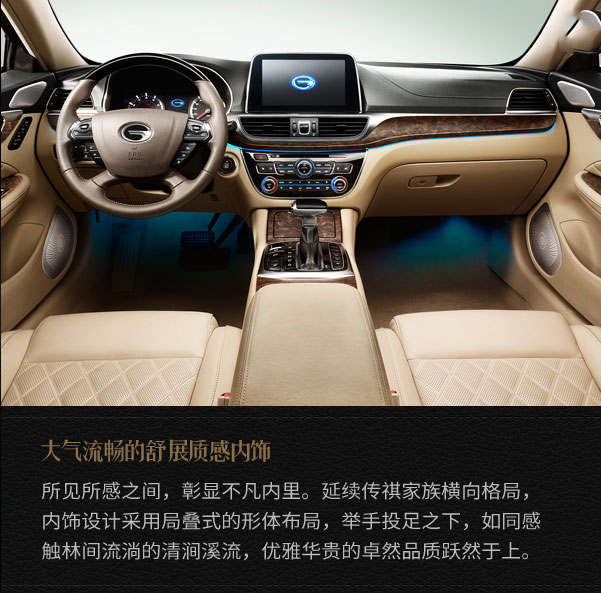 大气流畅的舒展质感内饰
所见所感之间，彰显不凡内里。延续传祺家族横向格局，
内饰设计采用局叠式的形体布局，举手投足之下，如同感
触林间流淌的清涧溪流，优雅华贵的卓然品质跃然于上。